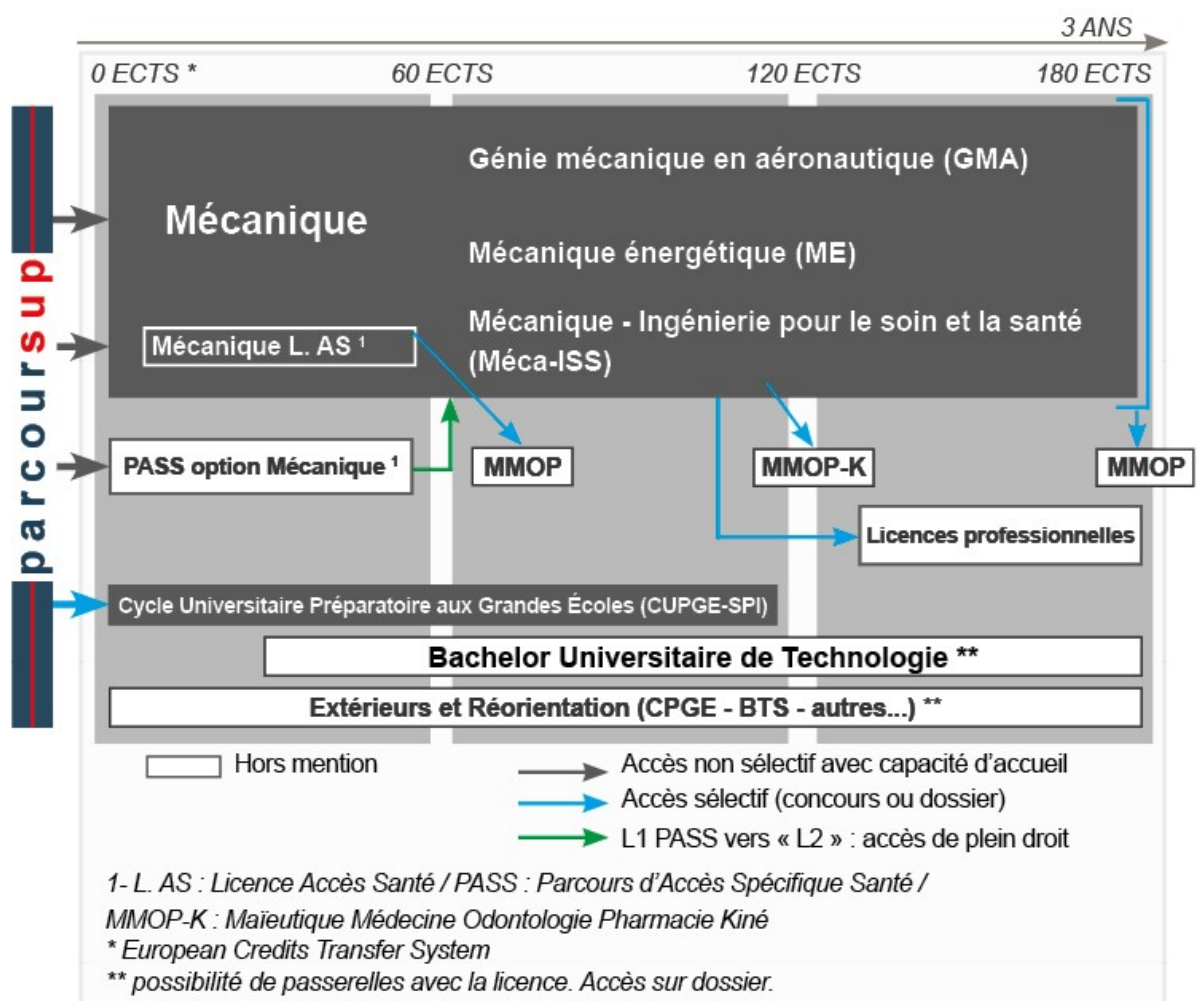 3 ANS
0 ECTS * 60 ECTS 120 ECTS 180 ECTS
parcoursup
Génie mécanique en aéronautique (GMA)
Mécanique
Mécanique énergétique (ME)
Mécanique - Ingénierie pour le soin et la santé
(Méca-ISS)
Mécanique L. AS ¹
PASS option Mécanique ¹
MMOP
MMOP-K
MMOP
Licences professionnelles
Cycle Universitaire Préparatoire aux Grandes Écoles (CUPGE-SPI)
Bachelor Universitaire de Technologie **
Extérieurs et Réorientation (CPGE - BTS - autres...) **
Hors mention
Accès non sélectif avec capacité d'accueil
Accès sélectif (concours ou dossier)
L1 PASS vers « L2 » : accès de plein droit
1- L. AS : Licence Accès Santé / PASS : Parcours d'Accès Spécifique Santé /
MMOP-K : Maïeutique Médecine Odontologie Pharmacie Kiné
* European Credits Transfer System
** possibilité de passerelles avec la licence. Accès sur dossier.